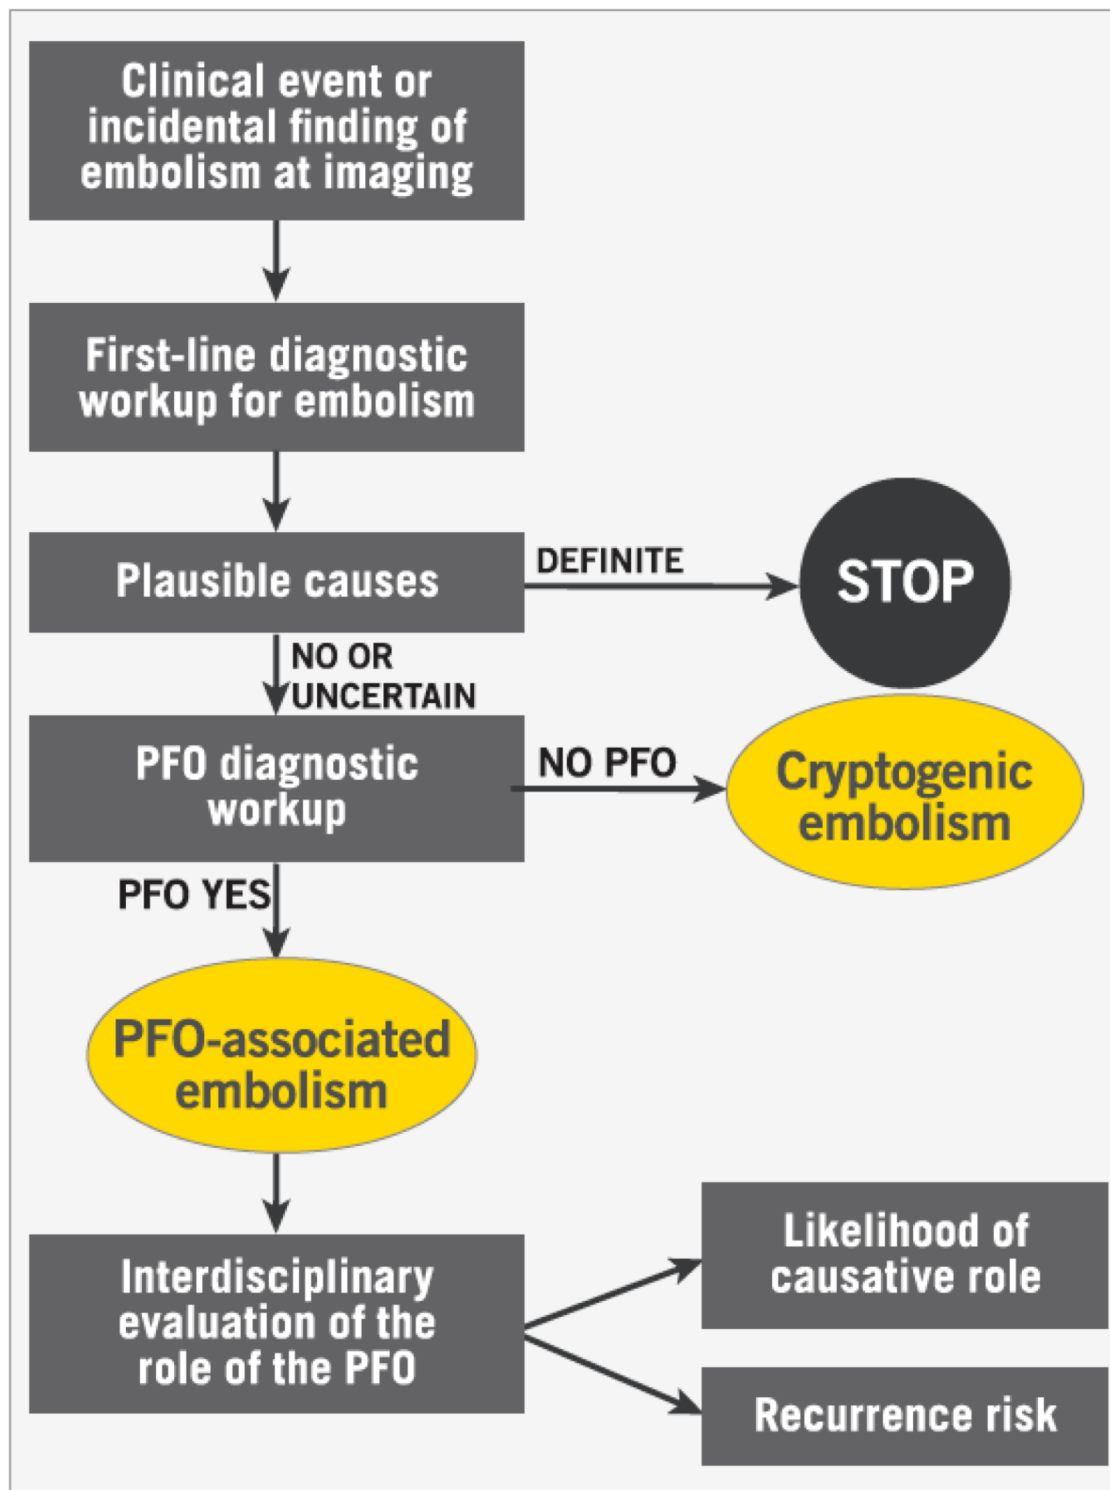 Clinical event or
incidental finding of
embolism at imaging
First-line diagnostic
workup for embolism
Plausible causes
DEFINITE
STOP
NO OR
UNCERTAIN
PFO diagnostic
workup
NO PFO
Cryptogenic
embolism
PFO YES
PFO-associated
embolism
Interdisciplinary
evaluation of the
role of the PFO
Likelihood of
causative role
Recurrence risk